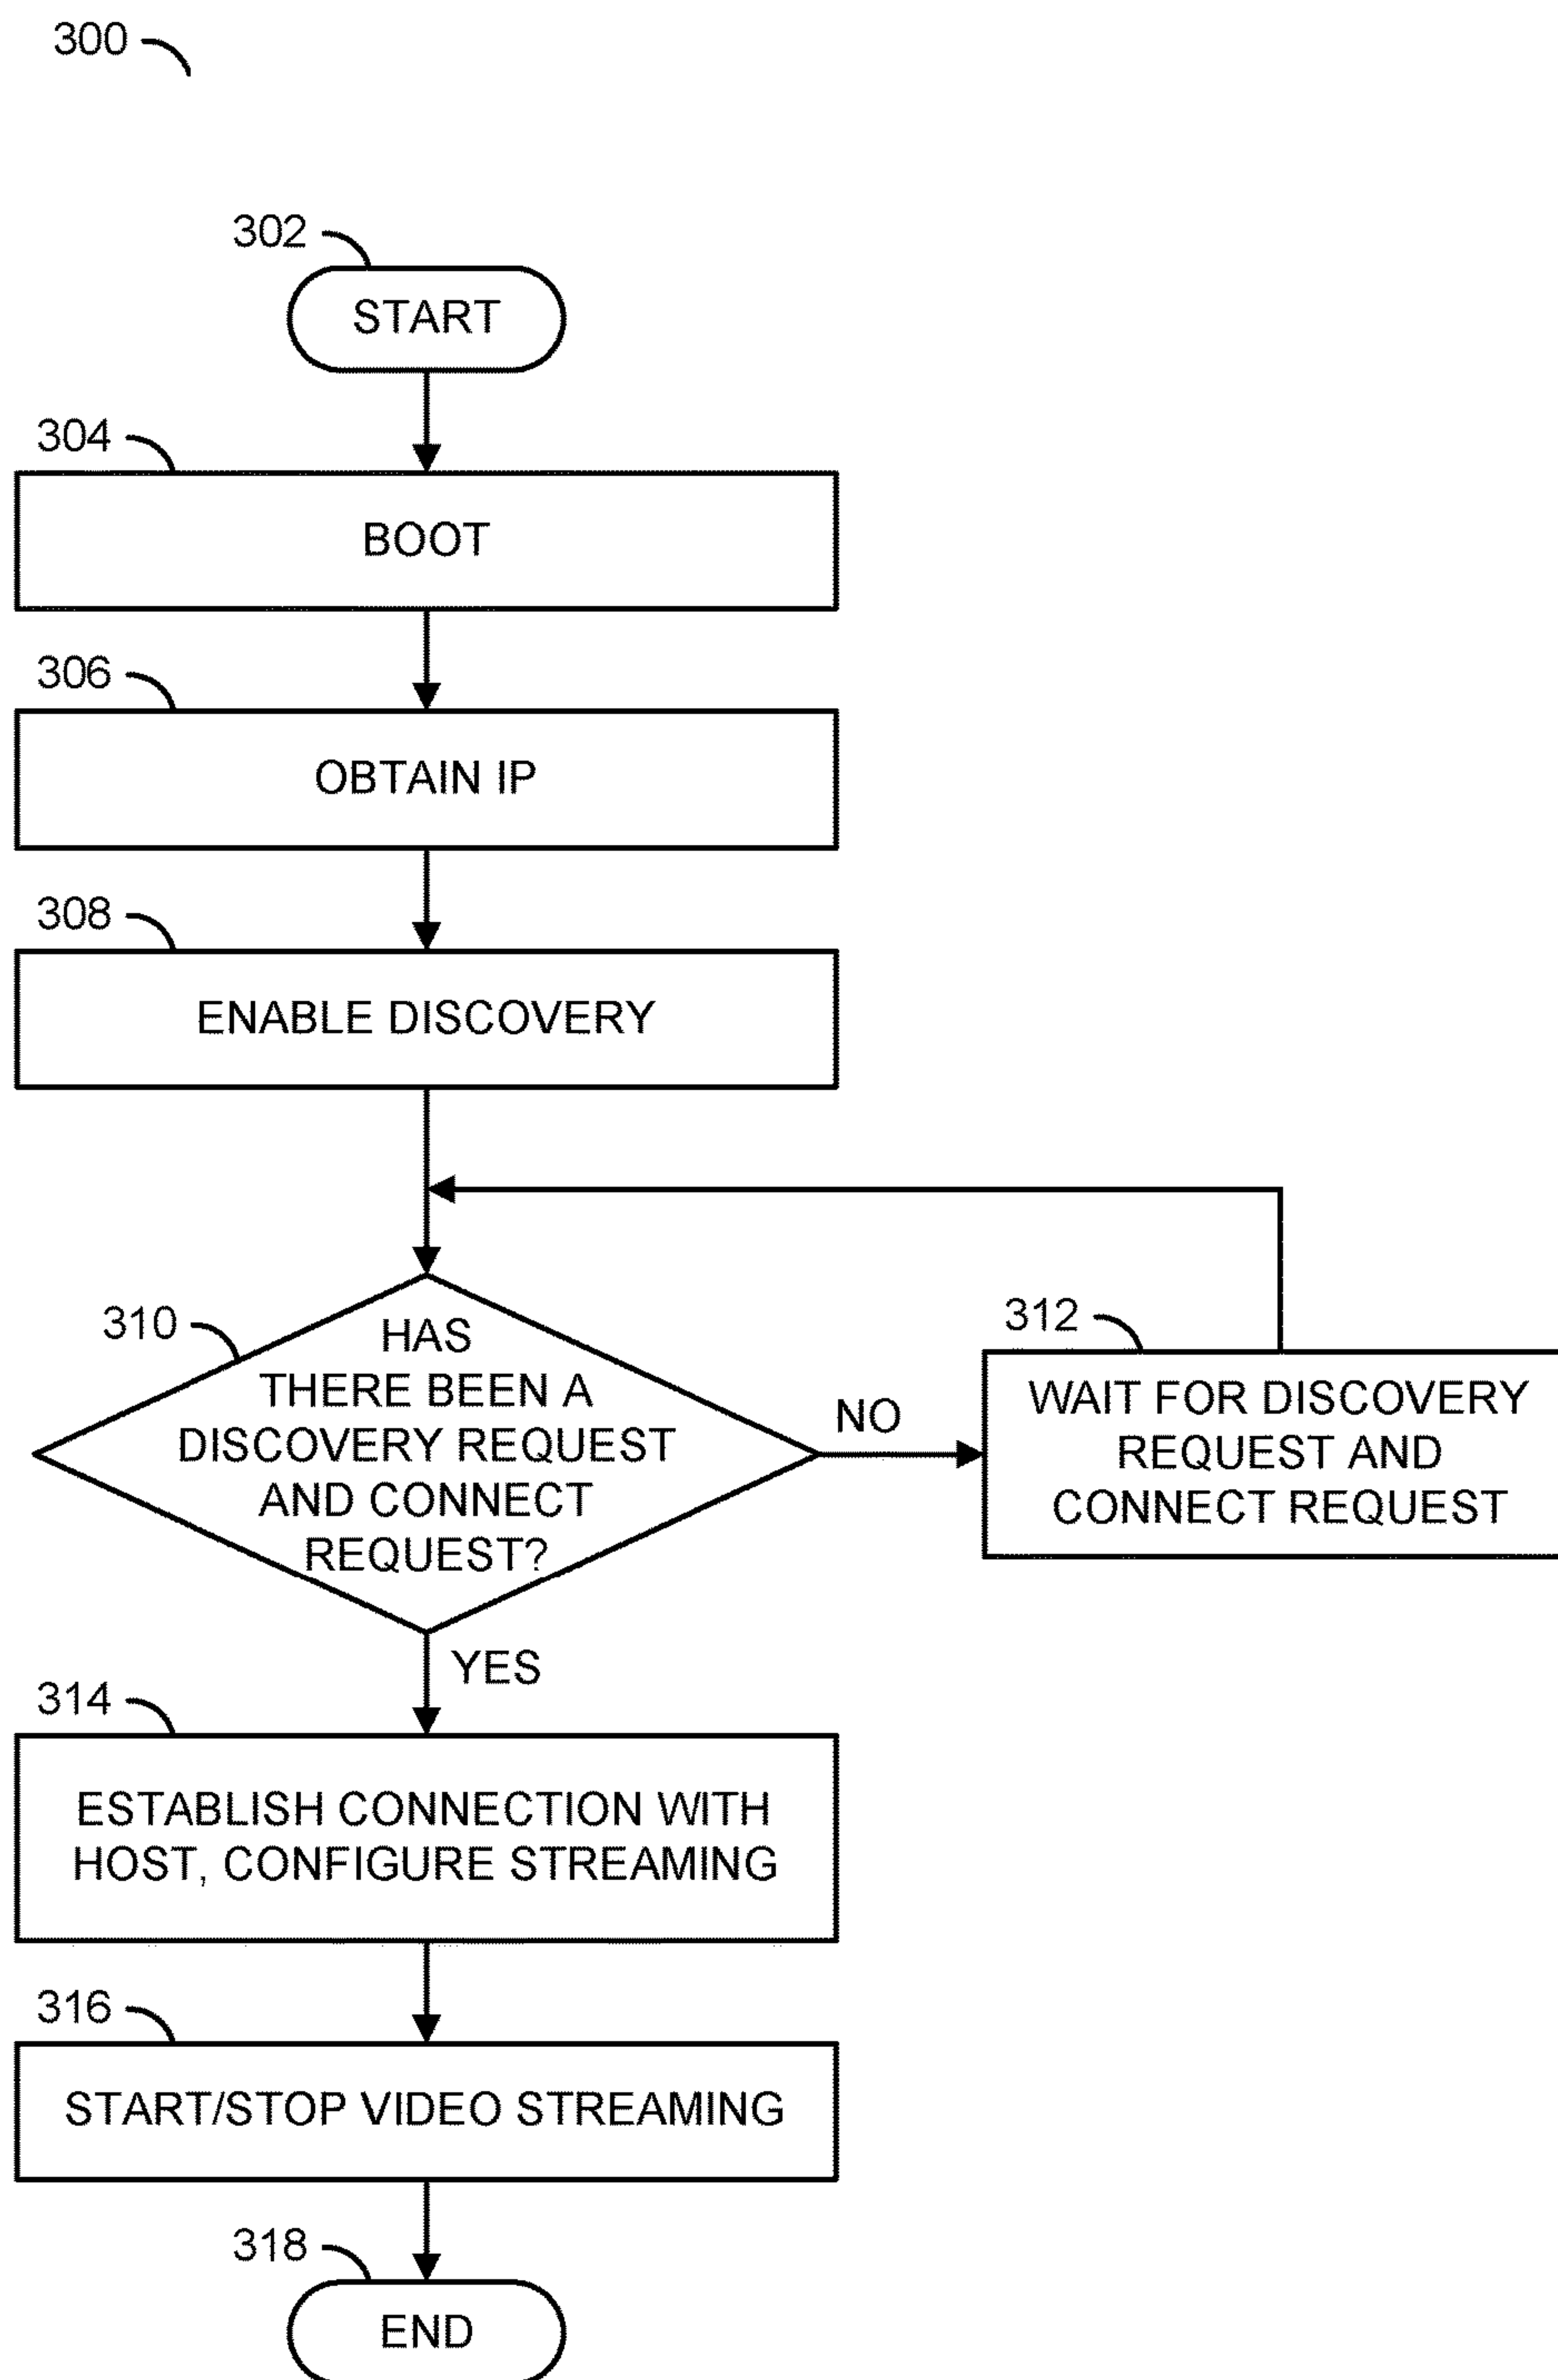 300
302
START
304
BOOT
306
OBTAIN IP
308
ENABLE DISCOVERY
310
HAS
THERE BEEN A
DISCOVERY REQUEST
AND CONNECT
REQUEST?
NO
312
WAIT FOR DISCOVERY
REQUEST AND
CONNECT REQUEST
YES
314
ESTABLISH CONNECTION WITH
HOST, CONFIGURE STREAMING
316
START/STOP VIDEO STREAMING
318
END